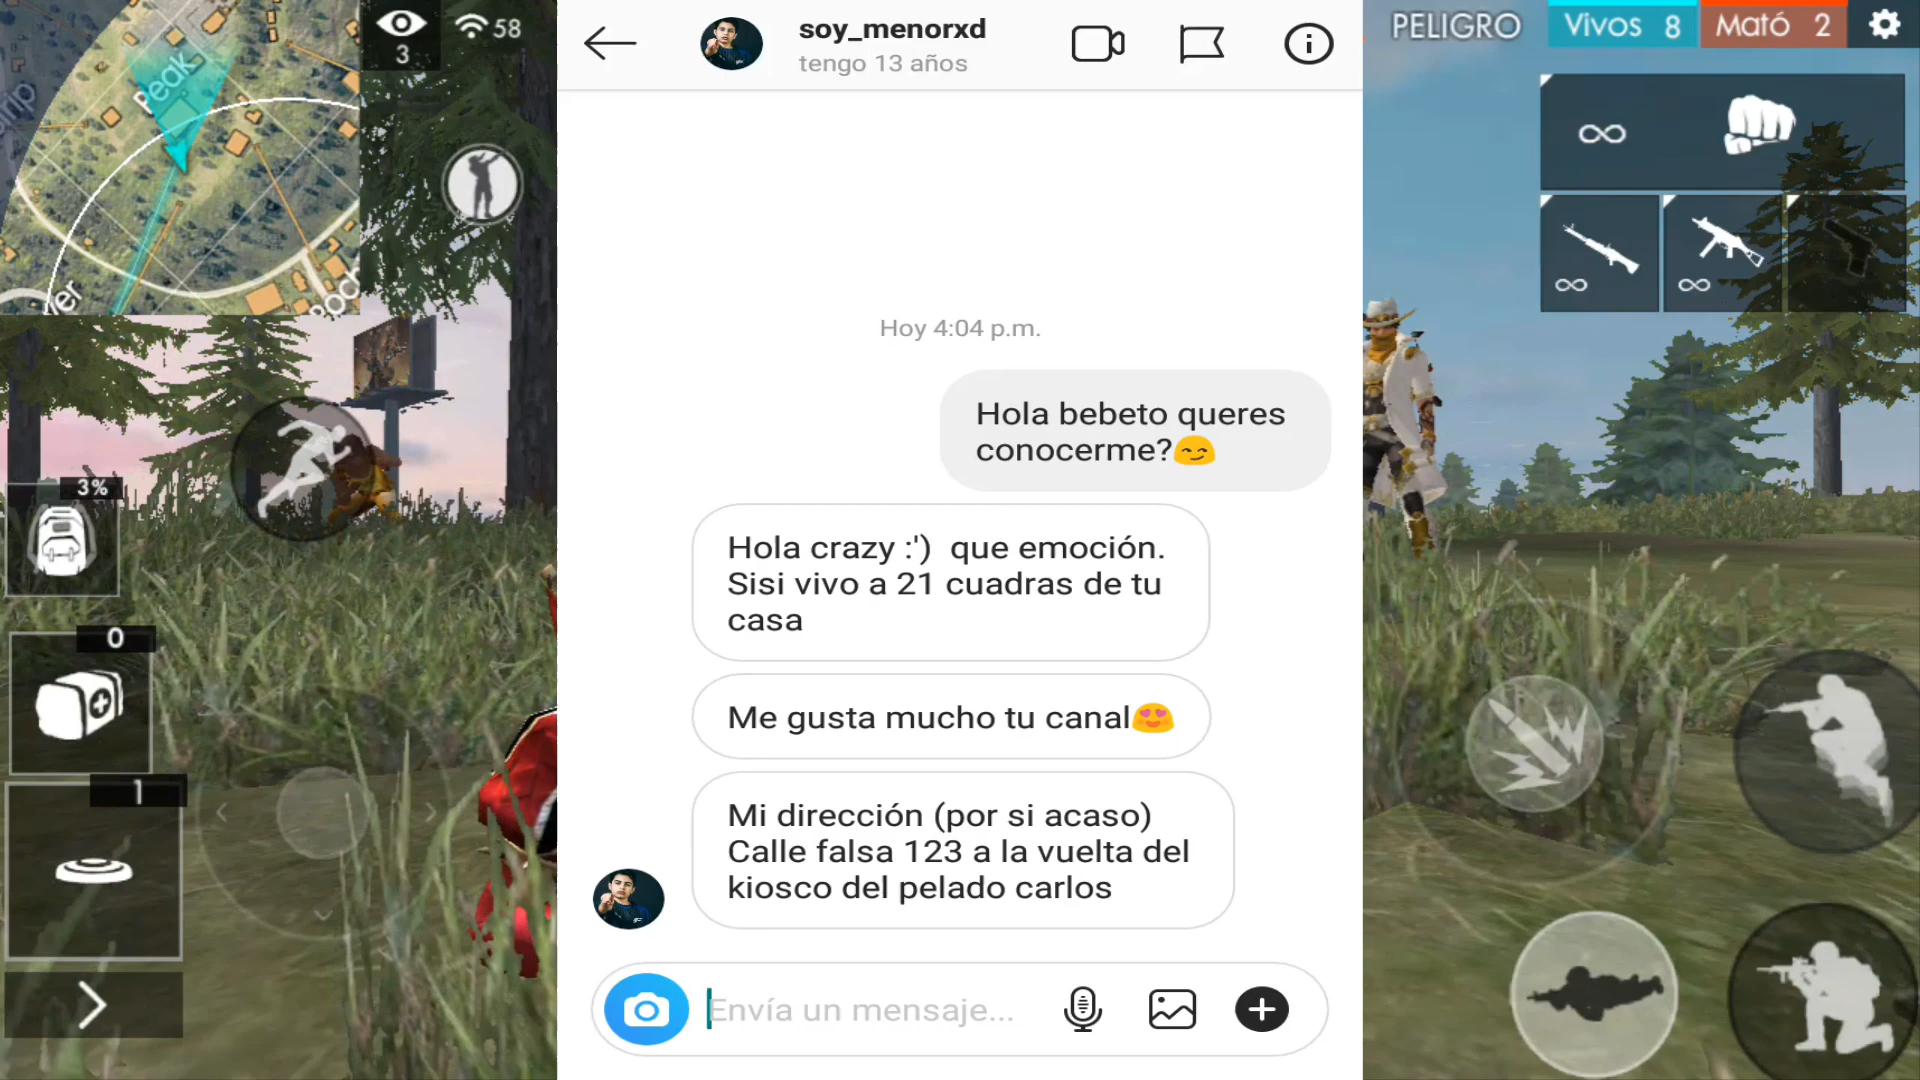 Peak
3
58
soy_menorxd
tengo 13 años
PELIGRO
Vivos 8
Mató 2
Hoy 4:04 p.m.
Hola bebeto queres
conocerme?😏
Hola crazy :')  que emoción.
Sisi vivo a 21 cuadras de tu
casa
Me gusta mucho tu canal😍
Mi dirección (por si acaso)
Calle falsa 123 a la vuelta del
kiosco del pelado carlos
Envía un mensaje...
3%
0
1